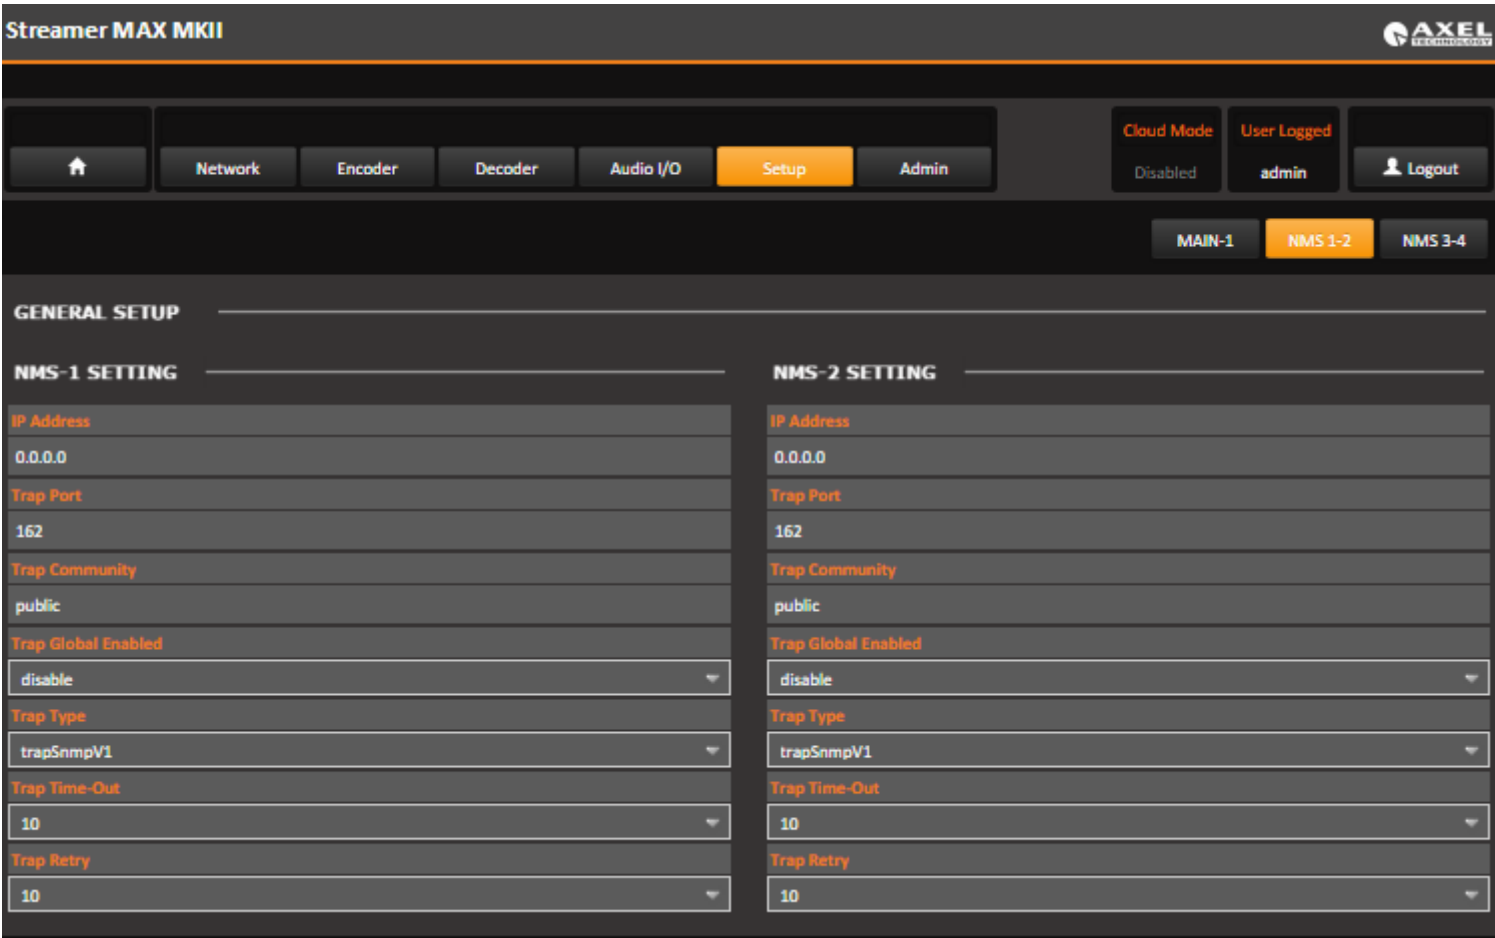 Streamer MAX MKII
AXEL
TECHNOLOGY
Cloud Mode
User Logged
Network
Encoder
Decoder
Audio I/O
Setup
Admin
Disabled
admin
Logout
MAIN-1
NMS 1-2
NMS 3-4
GENERAL SETUP
NMS-1 SETTING
IP Address
0.0.0.0
Trap Port
162
Trap Community
public
Trap Global Enabled
disable
Trap Type
trapSnmpV1
Trap Time-Out
10
Trap Retry
10
NMS-2 SETTING
IP Address
0.0.0.0
Trap Port
162
Trap Community
public
Trap Global Enabled
disable
Trap Type
trapSnmpV1
Trap Time-Out
10
Trap Retry
10